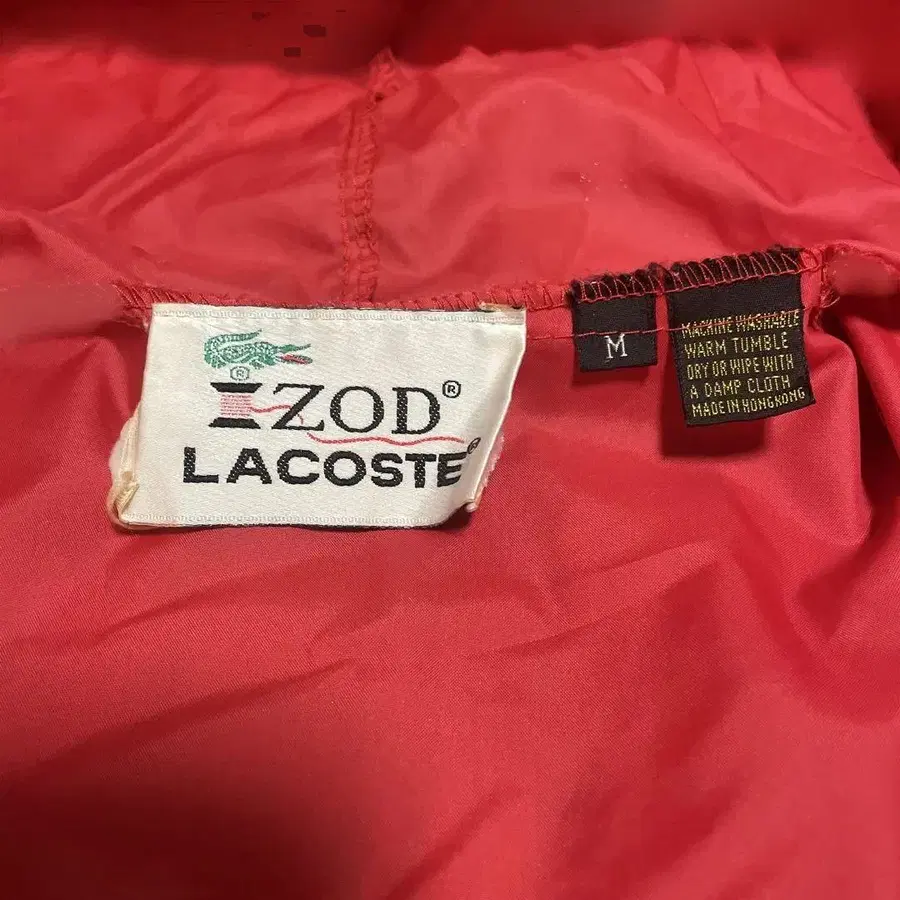 ®
IZOD®
LACOSTE®
M
MACHINE WASHABLE
WARM TUMBLE
DRY OR WIPE WITH
A DAMP CLOTH
MADE IN HONGKONG